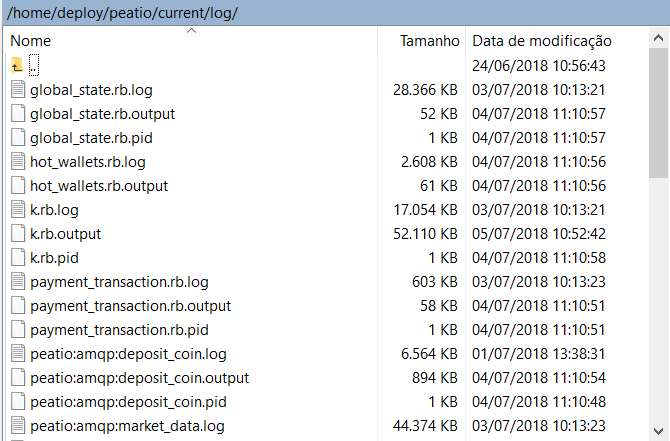 /home/deploy/peatio/current/log/
Nome Tamanho Data de modificação
.. 24/06/2018 10:56:43
global_state.rb.log 28.366 KB 03/07/2018 10:13:21
global_state.rb.output 52 KB 04/07/2018 11:10:57
global_state.rb.pid 1 KB 04/07/2018 11:10:57
hot_wallets.rb.log 2.608 KB 04/07/2018 11:10:56
hot_wallets.rb.output 61 KB 04/07/2018 11:10:56
k.rb.log 17.054 KB 03/07/2018 10:13:21
k.rb.output 52.110 KB 05/07/2018 10:52:42
k.rb.pid 1 KB 04/07/2018 11:10:58
payment_transaction.rb.log 603 KB 03/07/2018 10:13:23
payment_transaction.rb.output 58 KB 04/07/2018 11:10:51
payment_transaction.rb.pid 1 KB 04/07/2018 11:10:51
peatio:amqp:deposit_coin.log 6.564 KB 01/07/2018 13:38:31
peatio:amqp:deposit_coin.output 894 KB 04/07/2018 11:10:54
peatio:amqp:deposit_coin.pid 1 KB 04/07/2018 11:10:48
peatio:amqp:market_data.log 44.374 KB 03/07/2018 10:13:23